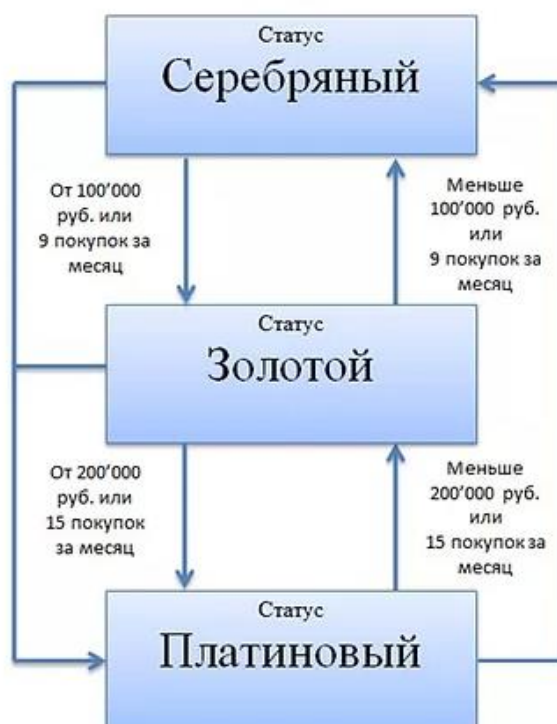 Статус
Серебряный
От 100’000
руб. или
9 покупок за
месяц
Меньше
100’000 руб.
или
9 покупок за
месяц
Статус
Золотой
От 200’000
руб. или
15 покупок
за месяц
Меньше
200’000 руб.
или
15 покупок за
месяц
Статус
Платиновый